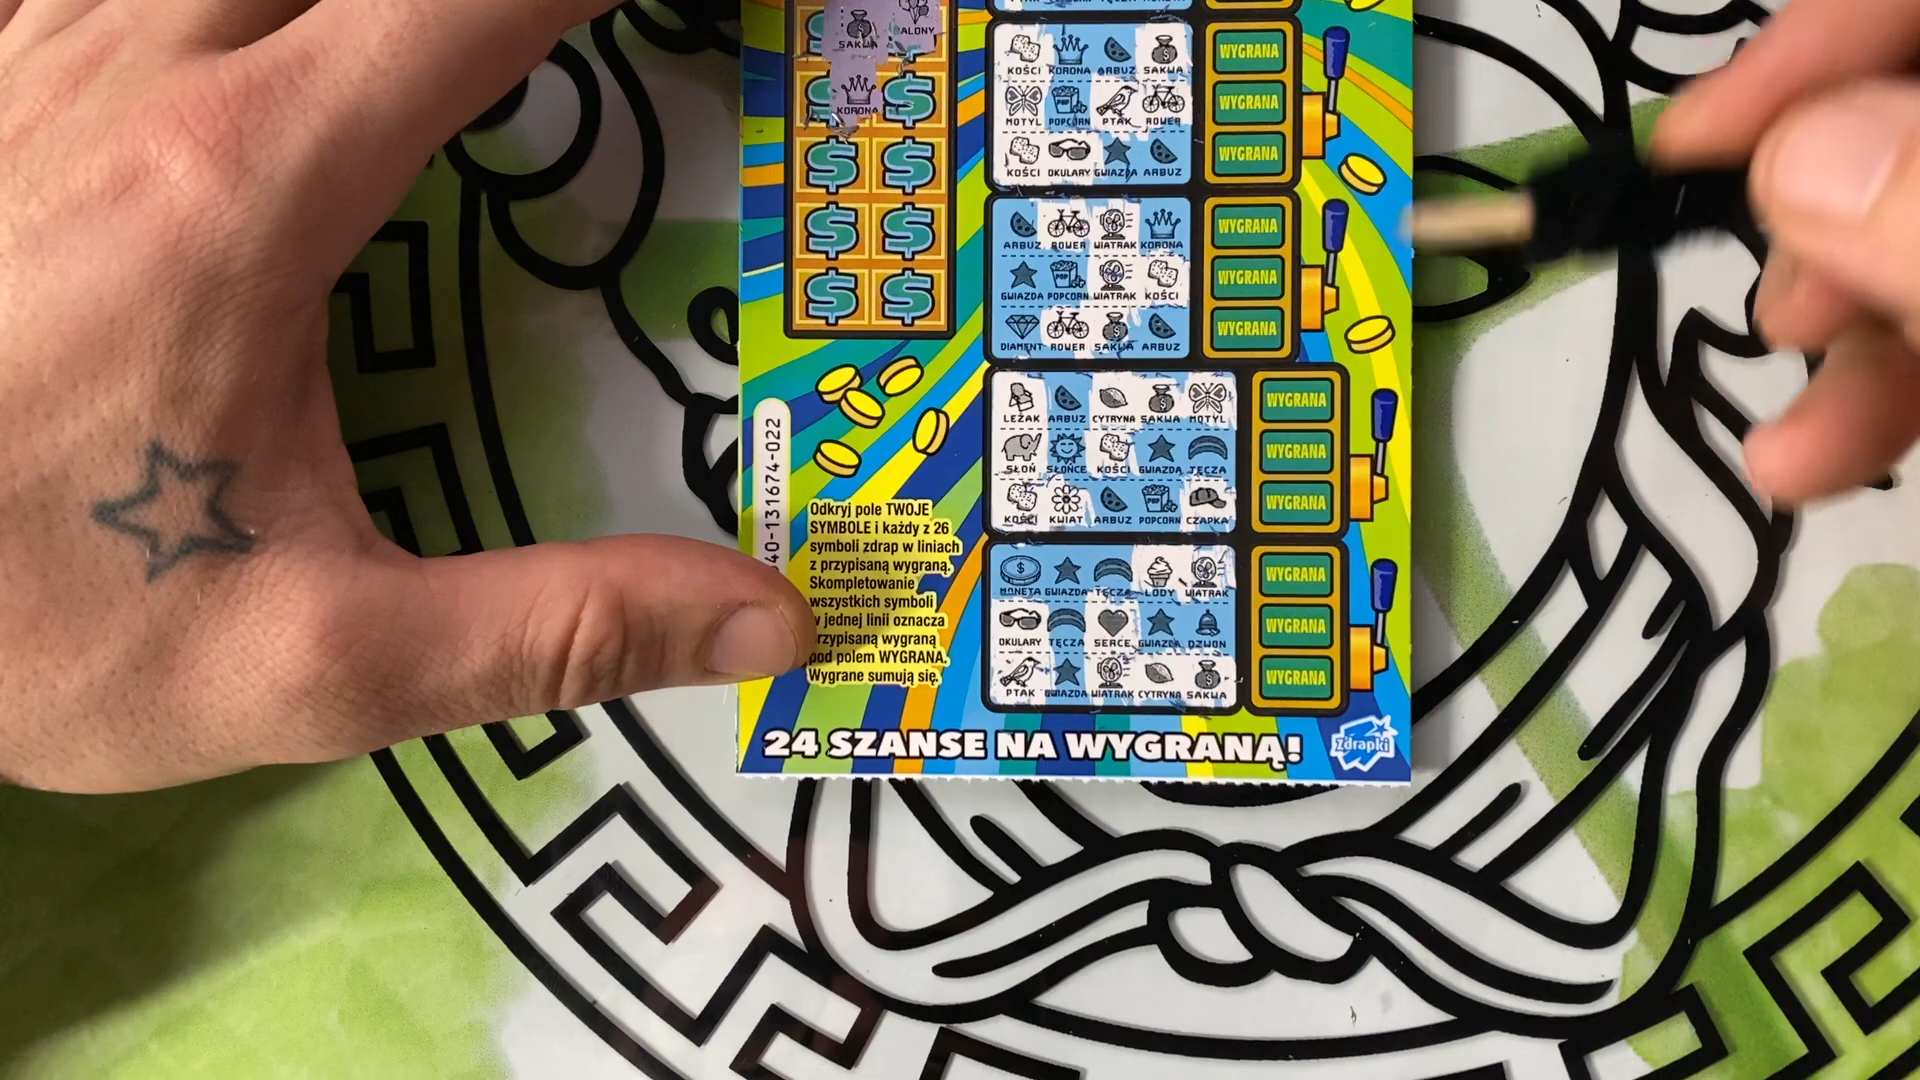 SAKWA
BALONY
KORONA
KOŚCI KORONA ARBUZ SAKWA
WYGRANA
MOTYL POPCORN PTAK ROWER
WYGRANA
KOŚCI OKULARY GWIAZDA ARBUZ
WYGRANA
ARBUZ ROWER WIATRAK KORONA
WYGRANA
GWIAZDA POPCORN WIATRAK KOŚCI
WYGRANA
DIAMENT ROWER SAKWA ARBUZ
WYGRANA
LEŻAK ARBUZ CYTRYNA SAKWA MOTYL
WYGRANA
SŁOŃ SŁOŃCE KOŚCI GWIAZDA TĘCZA
WYGRANA
KOŚCI KWIAT ARBUZ POPCORN CZAPKA
WYGRANA
MONETA GWIAZDA TĘCZA LODY WIATRAK
WYGRANA
OKULARY TĘCZA SERCE GWIAZDA DZWON
WYGRANA
PTAK GWIAZDA WIATRAK CYTRYNA SAKWA
WYGRANA
40-131674-022
Odkryj pole TWOJE
SYMBOLE i każdy z 26
symboli zdrap w liniach
z przypisaną wygraną.
Skompletowanie
wszystkich symboli
w jednej linii oznacza
przypisaną wygraną
pod polem WYGRANA.
Wygrane sumują się.
24 SZANSE NA WYGRANĄ!
Zdrapki